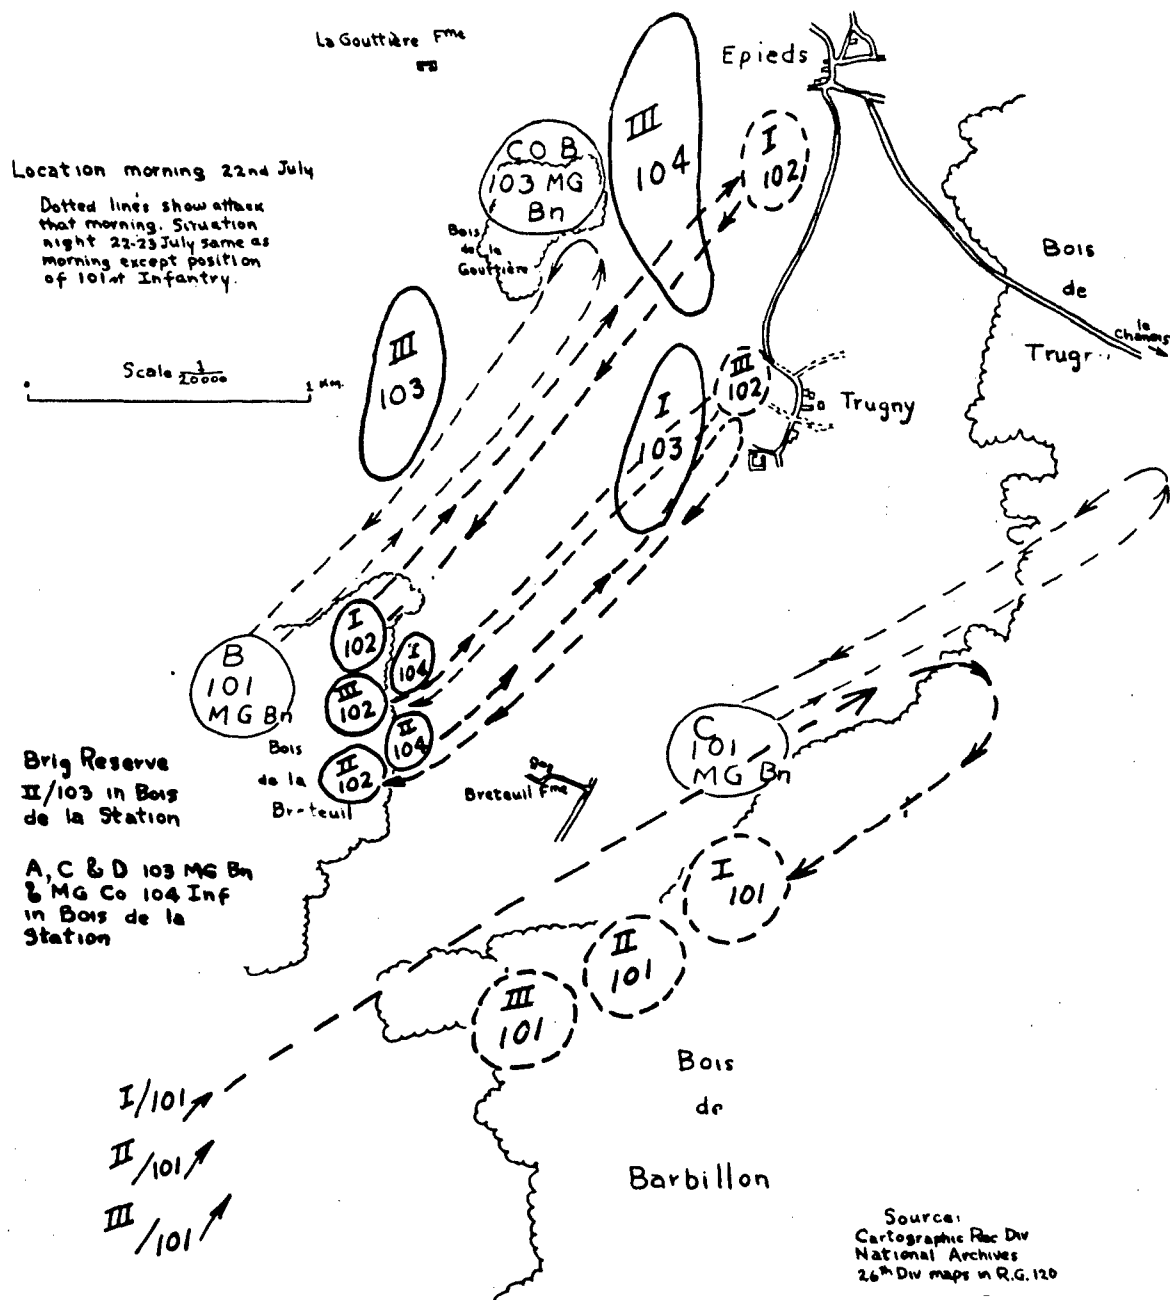 La Gouttière Fme
Epieds
III
104
I
102
CO B
103 MG
Bn
Location morning 22nd July
Dotted lines show attack
that morning. Situation
night 22-23 July same as
morning except position
of 101st Infantry.
Bois
de la
Gouttière
Bois
de
Trugn
le
III
103
Scale 1/20000
1 Km.
III
102
I
103
Trugny
B
101
MG Bn
I
102
I
104
III
102
II
104
II
102
Bois
de la
Breteuil
Breteuil Fme
C
101
MG Bn
Brig Reserve
II/103 in Bois
de la Station
A, C & D 103 MG Bn
& MG Co 104 Inf
in Bois de la
Station
I
101
II
101
III
101
I/101
II/101
III/101
Bois
de
Barbillon
Source:
Cartographic Rec Div
National Archives
26th Div maps in R.G. 120